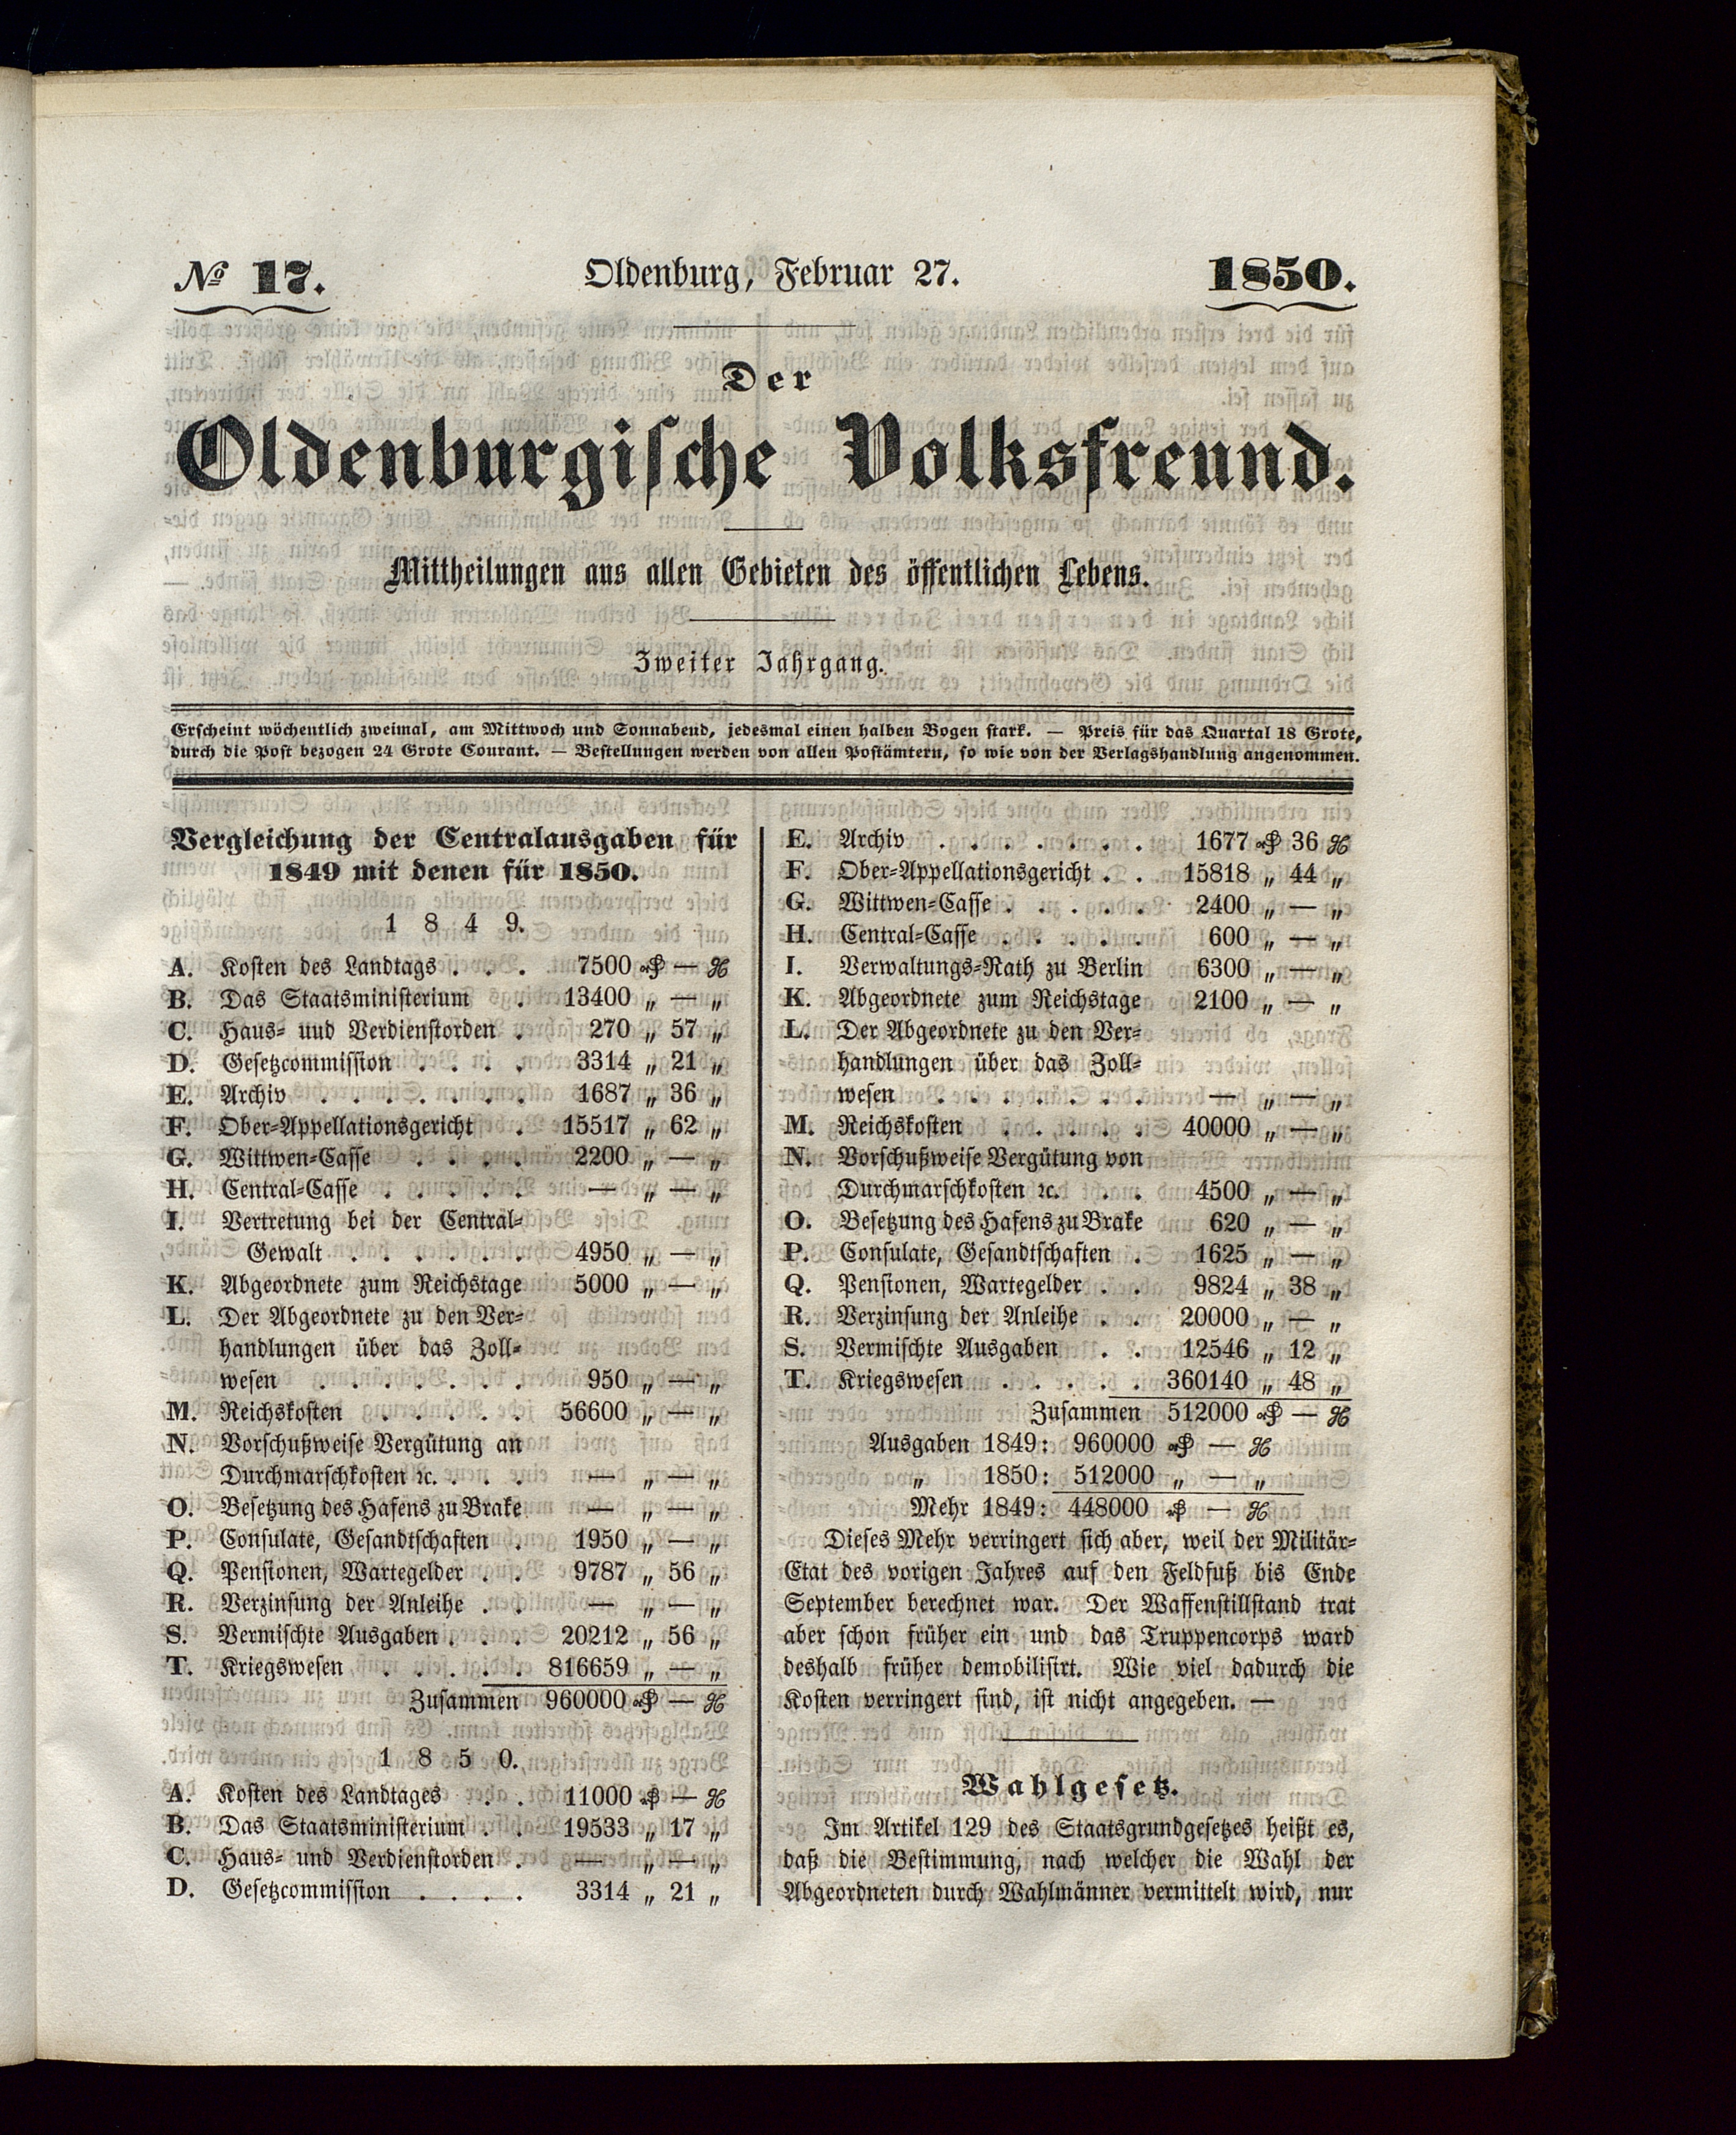 № 17.
Oldenburg, Februar 27.
1850.
Der
Oldenburgische Volksfreund.
Mittheilungen aus allen Gebieten des öffentlichen Lebens.
Zweiter Jahrgang.
Erscheint wöchentlich zweimal, am Mittwoch und Sonnabend, jedesmal einen halben Bogen stark. — Preis für das Quartal 18 Grote,
durch die Post bezogen 24 Grote Courant. — Bestellungen werden von allen Postämtern, so wie von der Verlagshandlung angenommen.
Vergleichung der Centralausgaben für
1849 mit denen für 1850.
1 8 4 9.
A. Kosten des Landtags . . . 7500 ₰ — ℋ
B. Das Staatsministerium . 13400 „ — „
C. Haus- und Verdienstorden . 270 „ 57 „
D. Gesetzcommission . . . . 3314 „ 21 „
E. Archiv . . . . . . . 1687 „ 36 „
F. Ober-Appellationsgericht . 15517 „ 62 „
G. Wittwen-Casse . . . . 2200 „ — „
H. Central-Casse . . . . . — „ — „
I. Vertretung bei der Central-
Gewalt . . . . . . 4950 „ — „
K. Abgeordnete zum Reichstage 5000 „ — „
L. Der Abgeordnete zu den Ver-
handlungen über das Zoll-
wesen . . . . . . . 950 „ — „
M. Reichskosten . . . . . 56600 „ — „
N. Vorschußweise Vergütung an
Durchmarschkosten ꝛc. . . . — „ — „
O. Besetzung des Hafens zu Brake — „ — „
P. Consulate, Gesandtschaften . 1950 „ — „
Q. Pensionen, Wartegelder . . 9787 „ 56 „
R. Verzinsung der Anleihe . . — „ — „
S. Vermischte Ausgaben . . . 20212 „ 56 „
T. Kriegswesen . . . . . 816659 „ — „
Zusammen 960000 ₰ — ℋ
1 8 5 0.
A. Kosten des Landtages . . . 11000 ₰ — ℋ
B. Das Staatsministerium . . 19533 „ 17 „
C. Haus- und Verdienstorden . — „ — „
D. Gesetzcommission . . . . 3314 „ 21 „
E. Archiv . . . . . . . 1677 ₰ 36 ℋ
F. Ober-Appellationsgericht . . 15818 „ 44 „
G. Wittwen-Casse . . . . . 2400 „ — „
H. Central-Casse . . . . . 600 „ — „
I. Verwaltungs-Rath zu Berlin 6300 „ — „
K. Abgeordnete zum Reichstage 2100 „ — „
L. Der Abgeordnete zu den Ver-
handlungen über das Zoll-
wesen . . . . . . . — „ — „
M. Reichskosten . . . . . 40000 „ — „
N. Vorschußweise Vergütung von
Durchmarschkosten ꝛc. . . 4500 „ — „
O. Besetzung des Hafens zu Brake 620 „ — „
P. Consulate, Gesandtschaften . 1625 „ — „
Q. Pensionen, Wartegelder . . 9824 „ 38 „
R. Verzinsung der Anleihe . . 20000 „ — „
S. Vermischte Ausgaben . . 12546 „ 12 „
T. Kriegswesen . . . . . 360140 „ 48 „
Zusammen 512000 ₰ — ℋ
Ausgaben 1849: 960000 ₰ — ℋ
„ 1850: 512000 „ — „
Mehr 1849: 448000 ₰ — ℋ
Dieses Mehr verringert sich aber, weil der Militär-
Etat des vorigen Jahres auf den Feldfuß bis Ende
September berechnet war. Der Waffenstillstand trat
aber schon früher ein und das Truppencorps ward
deshalb früher demobilisirt. Wie viel dadurch die
Kosten verringert sind, ist nicht angegeben. —
Wahlgesetz.
Im Artikel 129 des Staatsgrundgesetzes heißt es,
daß die Bestimmung, nach welcher die Wahl der
Abgeordneten durch Wahlmänner vermittelt wird, nur